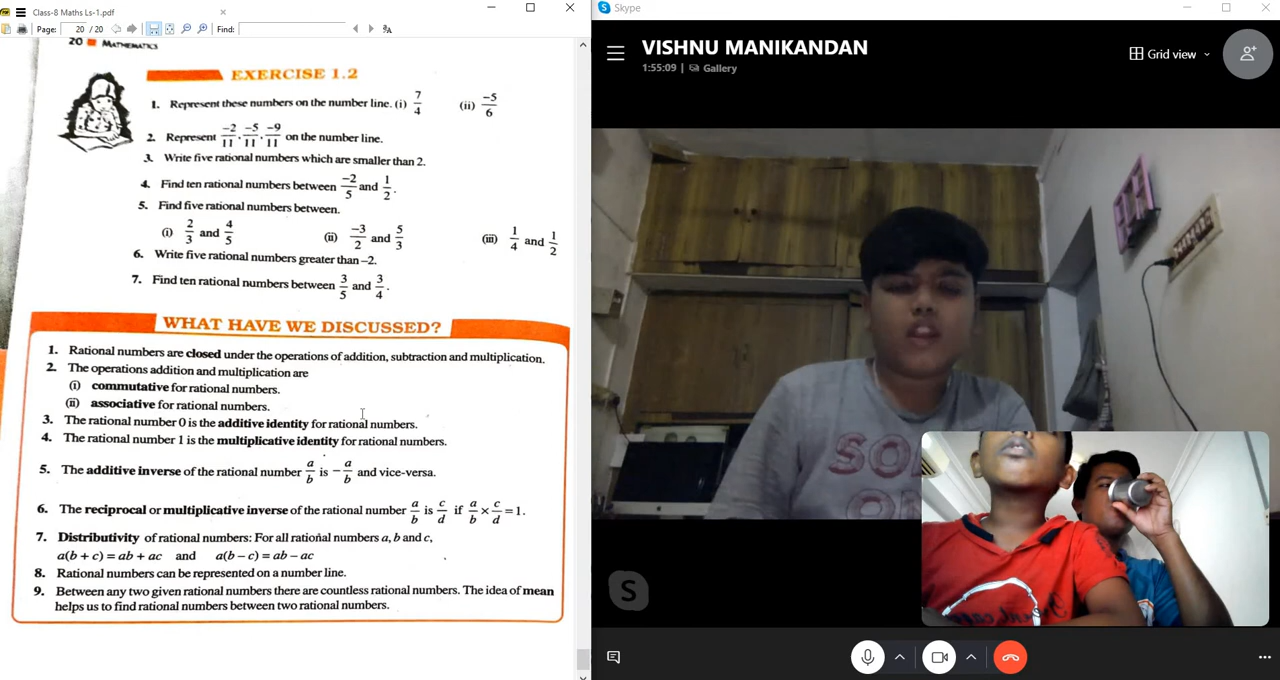 Class-8 Maths Ls-1.pdf
Page: 20 / 20 Find:
20 MATHEMATICS
EXERCISE 1.2
1. Represent these numbers on the number line. (i) 7/4 (ii) -5/6
2. Represent -2/11, -5/11, -9/11 on the number line.
3. Write five rational numbers which are smaller than 2.
4. Find ten rational numbers between -2/5 and 1/2.
5. Find five rational numbers between.
(i) 2/3 and 4/5 (ii) -3/2 and 5/3 (iii) 1/4 and 1/2
6. Write five rational numbers greater than -2.
7. Find ten rational numbers between 3/5 and 3/4.
WHAT HAVE WE DISCUSSED?
1. Rational numbers are closed under the operations of addition, subtraction and multiplication.
2. The operations addition and multiplication are
(i) commutative for rational numbers.
(ii) associative for rational numbers.
3. The rational number 0 is the additive identity for rational numbers.
4. The rational number 1 is the multiplicative identity for rational numbers.
5. The additive inverse of the rational number a/b is -a/b and vice-versa.
6. The reciprocal or multiplicative inverse of the rational number a/b is c/d if a/b × c/d = 1.
7. Distributivity of rational numbers: For all rational numbers a, b and c,
a(b + c) = ab + ac and a(b – c) = ab – ac
8. Rational numbers can be represented on a number line.
9. Between any two given rational numbers there are countless rational numbers. The idea of mean
helps us to find rational numbers between two rational numbers.
Skype
VISHNU MANIKANDAN
1:55:09 | Gallery
Grid view
SO